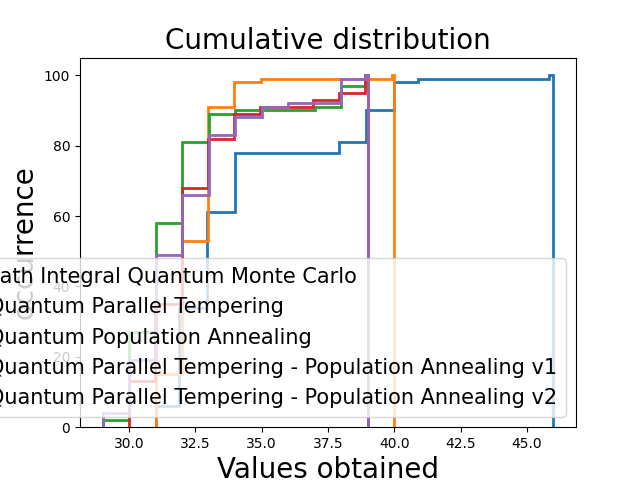 Cumulative distribution
100
80
60
40
20
0
occurrence
ath Integral Quantum Monte Carlo
Quantum Parallel Tempering
Quantum Population Annealing
Quantum Parallel Tempering - Population Annealing v1
Quantum Parallel Tempering - Population Annealing v2
30.0 32.5 35.0 37.5 40.0 42.5 45.0
Values obtained